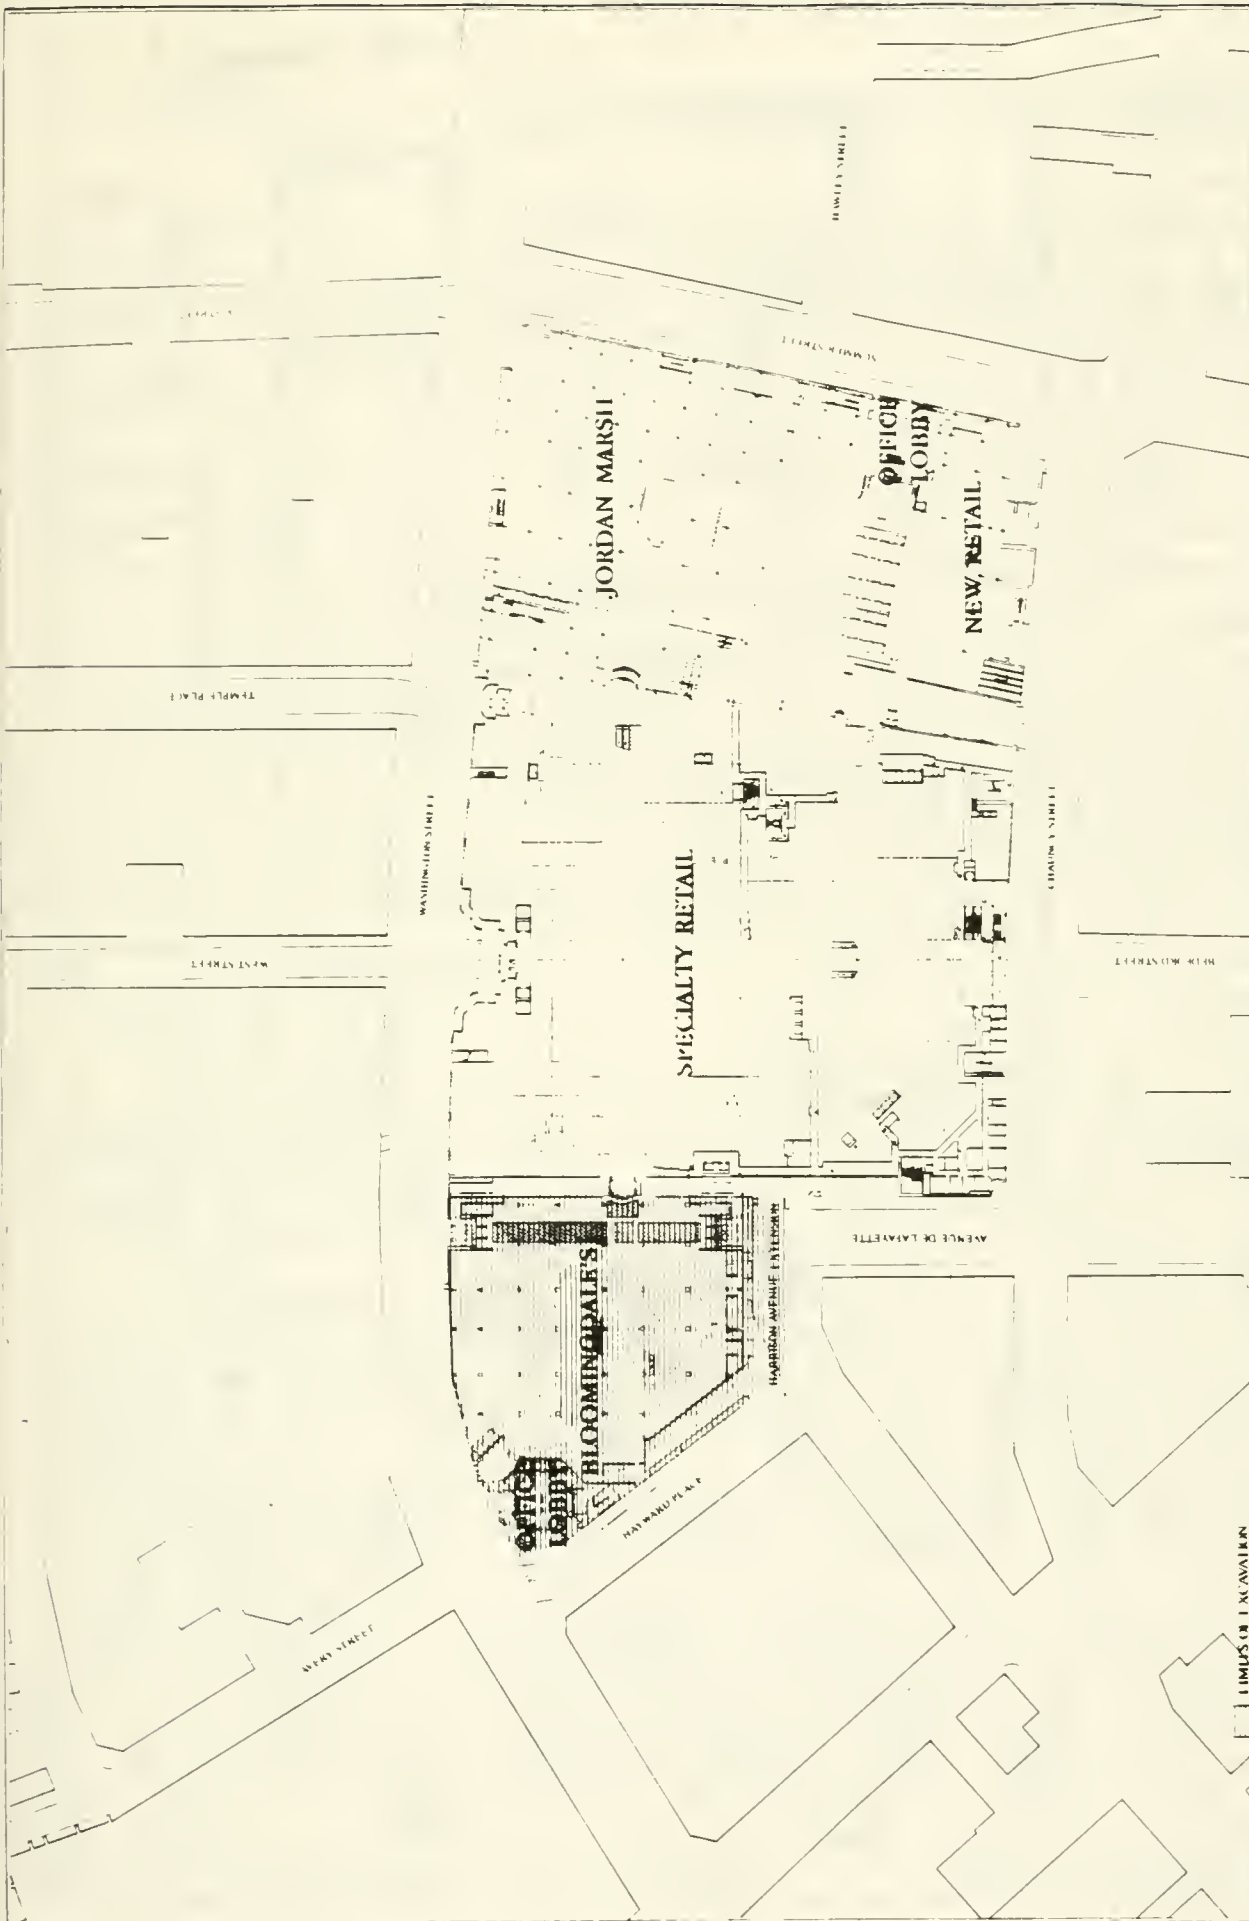 HAWLEY STREET
SUMMER STREET
JORDAN MARSH
OFFICE
LOBBY
NEW RETAIL
TEMPLE PLACE
WASHINGTON STREET
CHAUNCY STREET
SPECIALTY RETAIL
WEST STREET
BEDFORD STREET
AVENUE DE LAFAYETTE
HARRISON AVENUE EXTENSION
BLOOMINGDALE'S
OFFICE
LOBBY
HAYWARD PLACE
AVERY STREET
LIMITS OF EXCAVATION